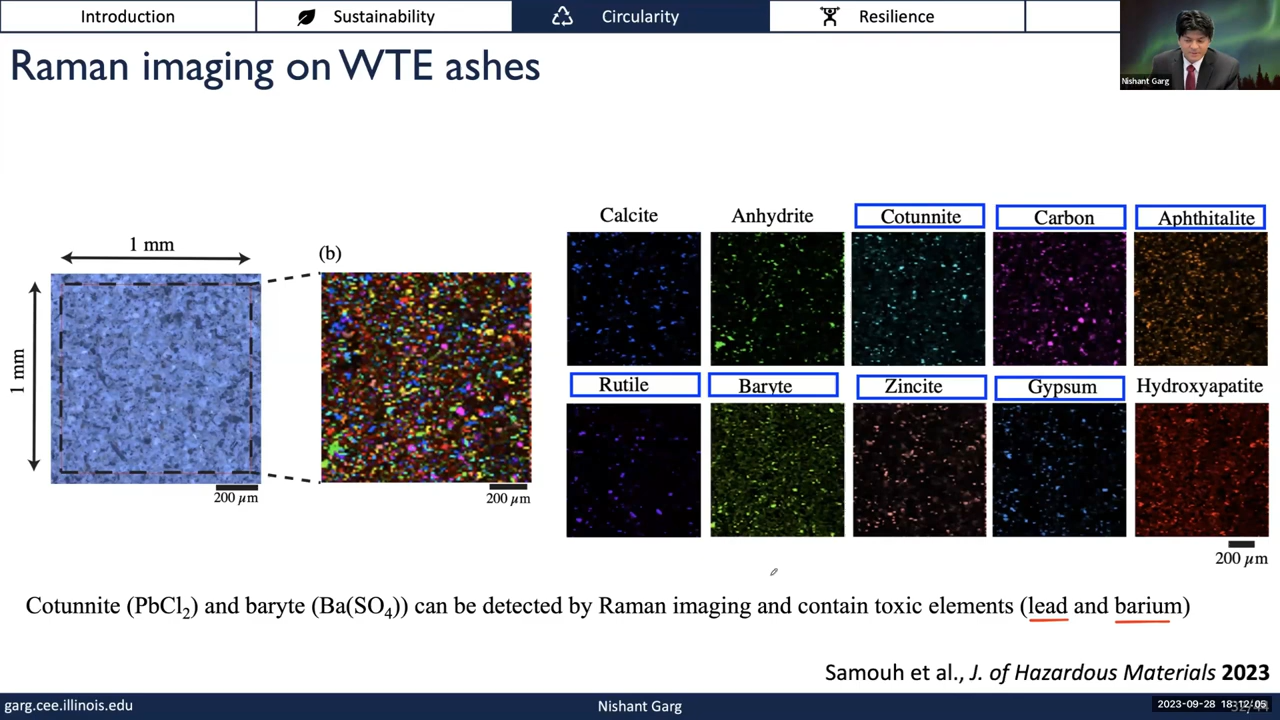 Introduction
Sustainability
Circularity
Resilience
Raman imaging on WTE ashes
Nishant Garg
1 mm
(b)
1 mm
200 μm
200 μm
Calcite
Anhydrite
Cotunnite
Carbon
Aphthitalite
Rutile
Baryte
Zincite
Gypsum
Hydroxyapatite
200 μm
Cotunnite (PbCl₂) and baryte (Ba(SO₄)) can be detected by Raman imaging and contain toxic elements (lead and barium)
Samouh et al., J. of Hazardous Materials 2023
garg.cee.illinois.edu
Nishant Garg
2023-09-28 18:12:05